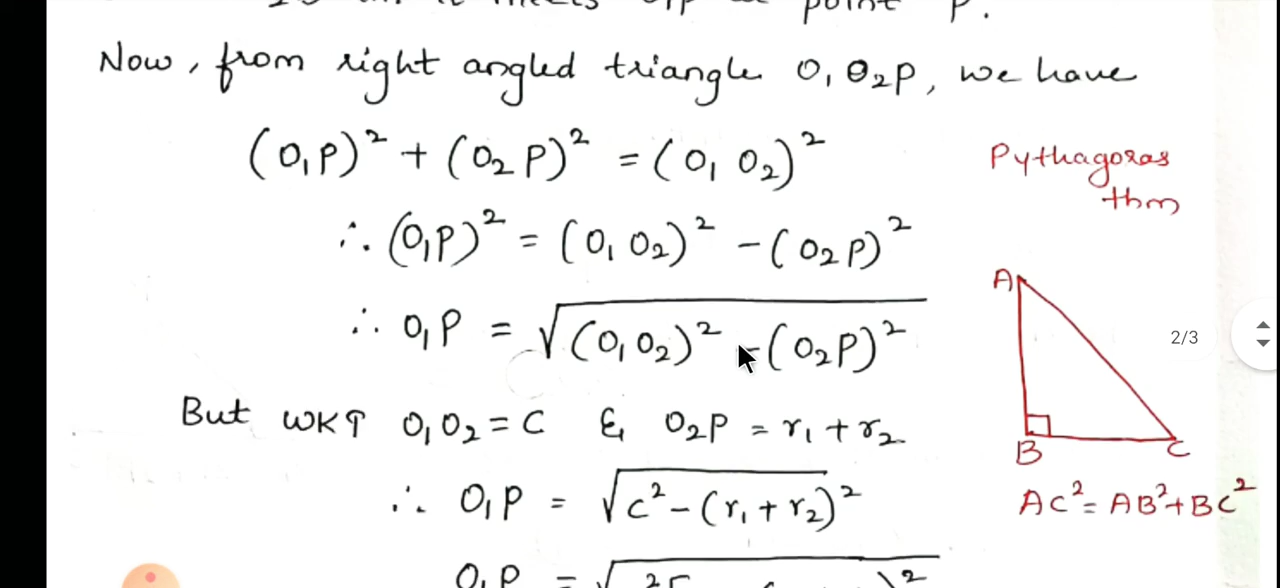 point P.
Now, from right angled triangle O₁O₂P, we have
(O₁P)² + (O₂P)² = (O₁O₂)²
Pythagoras
thm
∴ (O₁P)² = (O₁O₂)² - (O₂P)²
A
∴ O₁P = √(O₁O₂)² - (O₂P)²
2/3
But WKT O₁O₂ = C & O₂P = r₁ + r₂
B C
∴ O₁P = √C² - (r₁ + r₂)²
AC² = AB² + BC²
O₁P = √